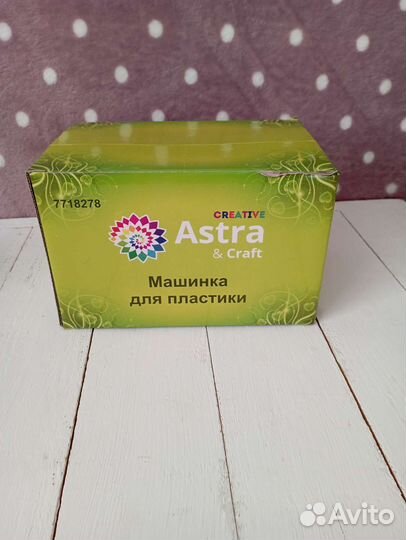 7718278
CREATIVE
Astra
& Craft
Машинка
для пластики
Avito